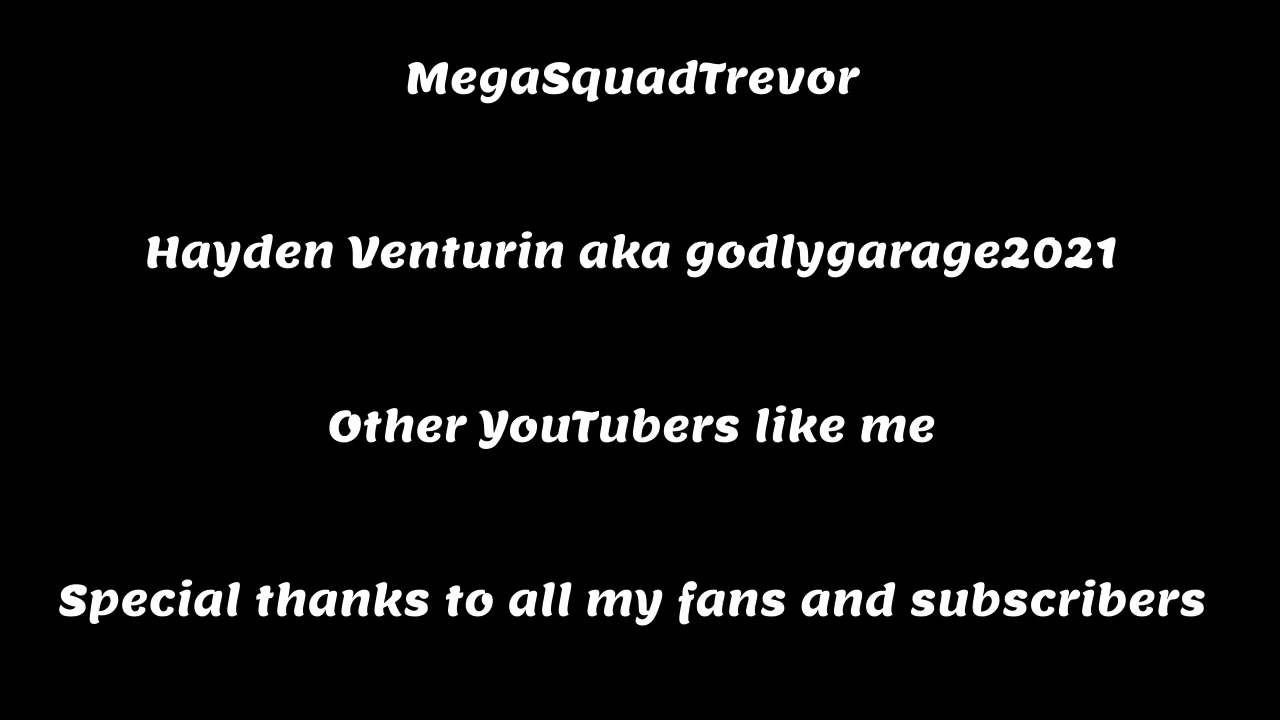 MegaSquadTrevor
Hayden Venturin aka godlygarage2021
Other YouTubers like me
Special thanks to all my fans and subscribers